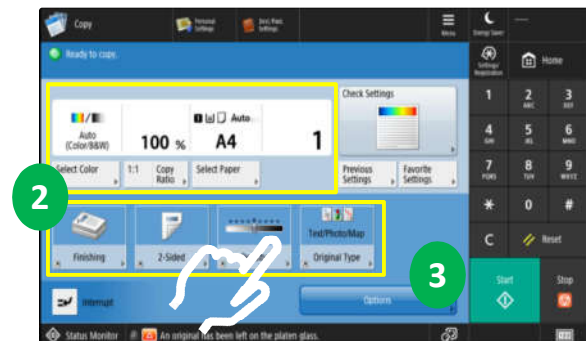 Copy
Personal Settings
Dest./Fwd. Settings
Menu
Energy Saver
Ready to copy.
Settings/ Registration
Home
Check Settings
Auto
(Color/B&W)
100 %
Auto
A4
1
Select Color
1:1 Copy Ratio
Select Paper
Previous Settings
Favorite Settings
1
2 ABC
3 DEF
4 GHI
5 JKL
6 MNO
7 PQRS
8 TUV
9 WXYZ
*
0
#
C
Reset
2
Finishing
2-Sided
Text/Photo/Map
Original Type
3
Start
Stop
Interrupt
Options
Status Monitor
An original has been left on the platen glass.